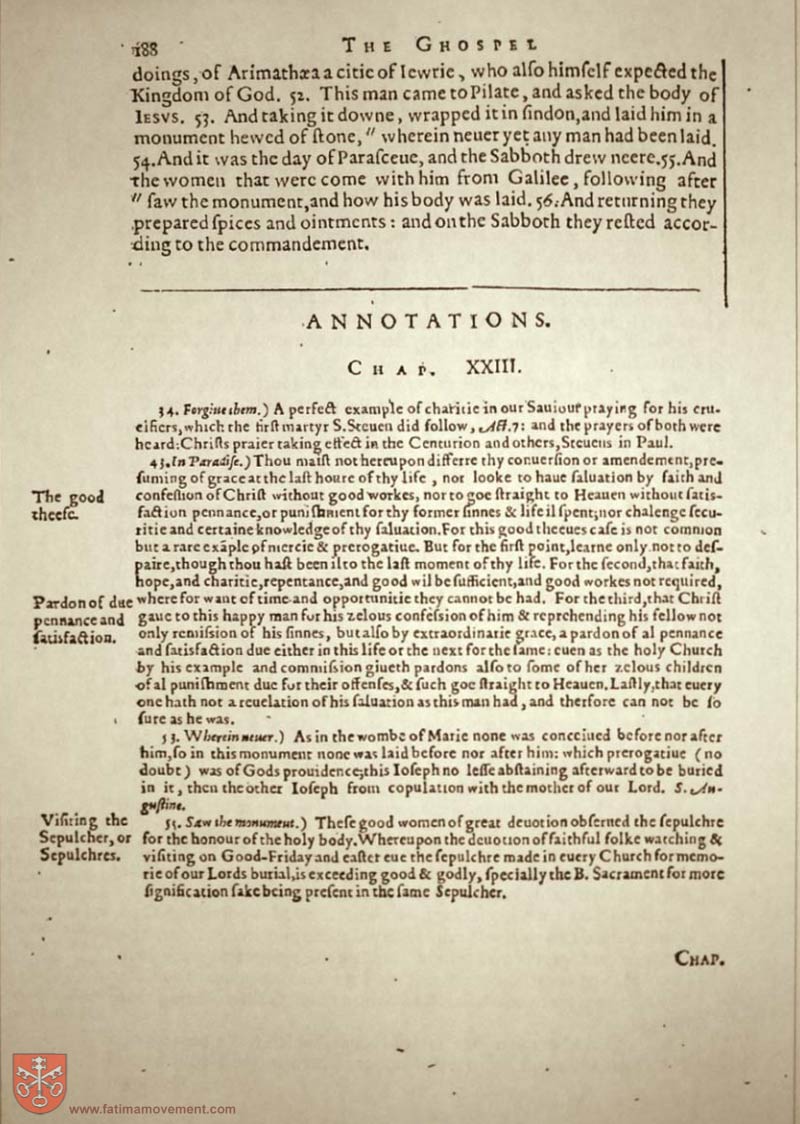 188
THE GHOSPEL
doings, of Arimathæa a citie of Iewrie, who alſo himſelf expected the
Kingdom of God. 52. This man came to Pilate, and asked the body of
IESVS. 53. And taking it downe, wrapped it in ſindon, and laid him in a
monument hewed of ſtone, " wherein neuer yet any man had been laid.
54. And it was the day of Paraſceue, and the Sabboth drew neere. 55. And
the women that were come with him from Galilee, following after
" ſaw the monument, and how his body was laid. 56. And returning they
prepared ſpices and ointments: and on the Sabboth they reſted accor-
ding to the commandement.
ANNOTATIONS.
CHAP. XXIII.
34. Forgiue them.) A perfect example of charitie in our Sauiour praying for his cru-
cifiers, which the firſt martyr S. Steuen did follow, Act. 7: and the prayers of both were
heard: Chriſts praier taking effect in the Centurion and others, Steuens in Paul.
43. In Paradiſe.) Thou maiſt not hereupon differre thy conuerſion or amendement, pre-
ſuming of grace at the laſt houre of thy life, nor looke to haue ſaluation by faith and
The good
theefe.
confeſſion of Chriſt without good workes, nor to goe ſtraight to Heauen without ſatis-
faction pennance, or puniſhment for thy former ſinnes & life il ſpent; nor chalenge ſecu-
ritie and certaine knowledge of thy ſaluation. For this good theeues caſe is not common
but a rare exãple of mercie & prerogatiue. But for the firſt point, learne only not to deſ-
paire, though thou haſt been il to the laſt moment of thy life. For the ſecond, that faith,
hope, and charitie, repentance, and good wil be ſufficient, and good workes not required,
Pardon of due
pennance and
ſatisfaction.
where for want of time and opportunitie they cannot be had. For the third, that Chriſt
gaue to this happy man for his zelous confeſsion of him & reprehending his fellow not
only remiſsion of his ſinnes, but alſo by extraordinarie grace, a pardon of al pennance
and ſatisfaction due either in this life or the next for the ſame: euen as the holy Church
by his example and commiſsion giueth pardons alſo to ſome of her zelous children
of al puniſhment due for their offenſes, & ſuch goe ſtraight to Heauen. Laſtly, that euery
one hath not a reuelation of his ſaluation as this man had, and therfore can not be ſo
ſure as he was.
53. Wherein neuer.) As in the wombe of Marie none was conceiued before nor after
him, ſo in this monument none was laid before nor after him: which prerogatiue (no
doubt) was of Gods prouidence; this Ioſeph no leſſe abſtaining afterward to be buried
in it, then the other Ioſeph from copulation with the mother of our Lord. S. Au-
guſtine.
Viſiting the
Sepulcher, or
Sepulchres.
55. Saw the monument.) Theſe good women of great deuotion obſerued the ſepulchre
for the honour of the holy body. Whereupon the deuotion of faithful folke watching &
viſiting on Good-Friday and eaſter eue the ſepulchre made in euery Church for memo-
rie of our Lords burial, is exceeding good & godly, ſpecially the B. Sacrament for more
ſignification ſake being preſent in the ſame Sepulcher.
CHAP.
www.fatimamovement.com